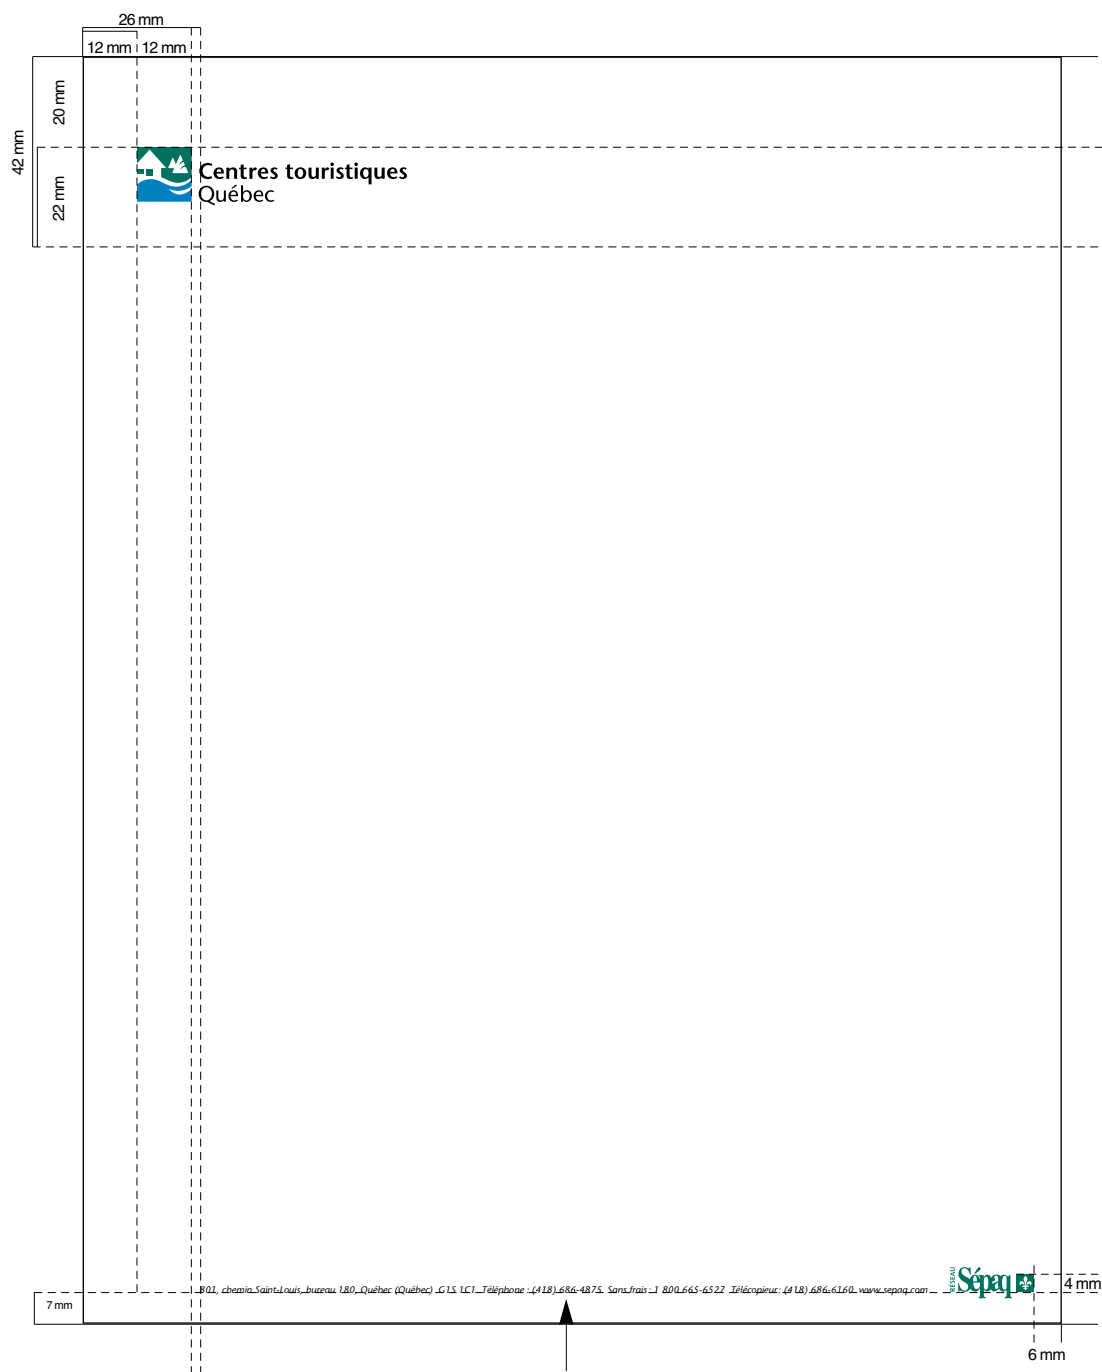 26 mm
12 mm 12 mm
20 mm
42 mm
22 mm
Centres touristiques
Québec
RÉSEAU
Sépaq
4 mm
801, chemin Saint-Louis, bureau 180, Québec (Québec) G1S 1C1 Téléphone : (418) 686-4875 Sans frais : 1 800 665-6527 Télécopieur : (418) 686-6160 www.sepaq.com
7 mm
6 mm